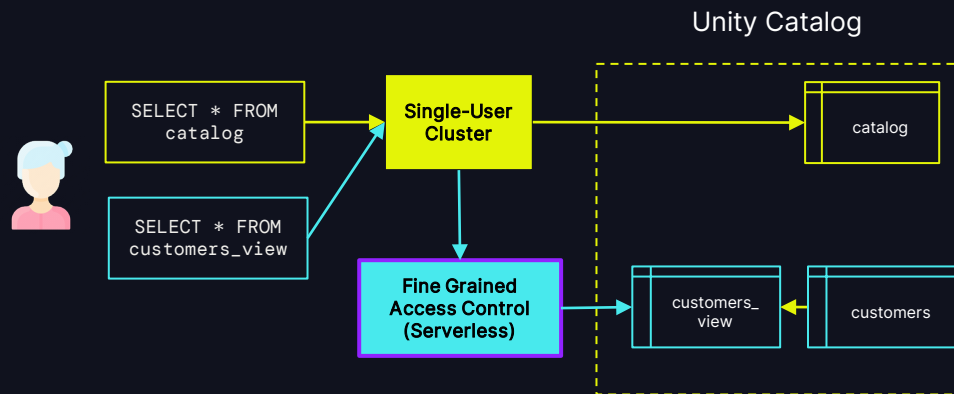 Unity Catalog
SELECT * FROM
catalog
Single-User
Cluster
catalog
SELECT * FROM
customers_view
Fine Grained
Access Control
(Serverless)
customers_
view
customers